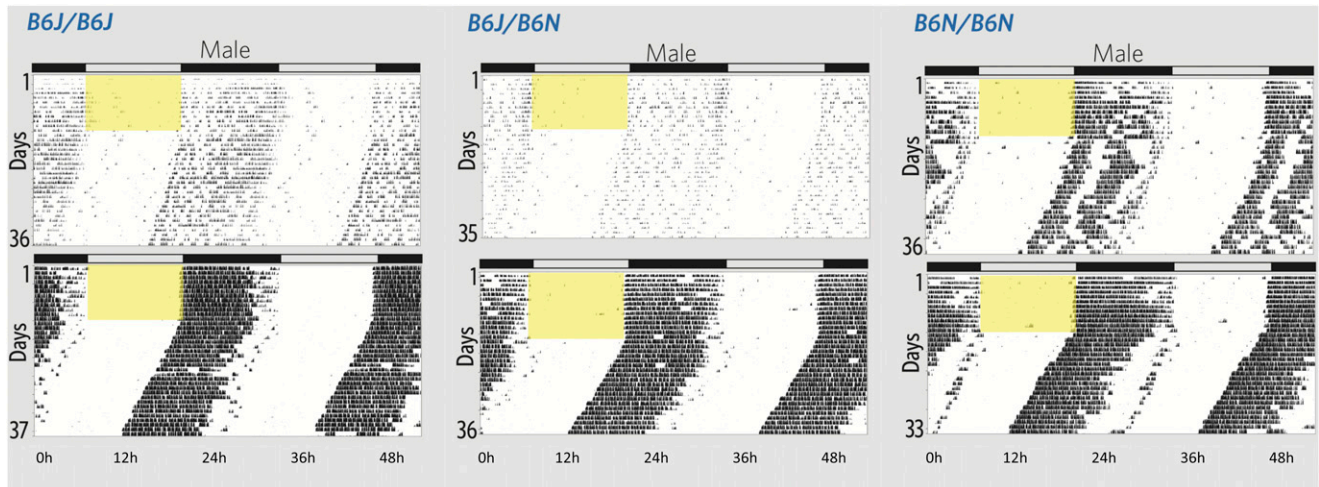 B6J/B6J
Male
1
Days
36
1
Days
37
0h 12h 24h 36h 48h
B6J/B6N
Male
1
Days
35
1
Days
36
0h 12h 24h 36h 48h
B6N/B6N
Male
1
Days
36
1
Days
33
0h 12h 24h 36h 48h